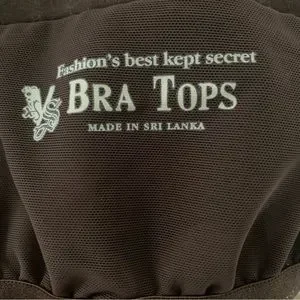 Fashion's best kept secret
BRA TOPS
MADE IN SRI LANKA